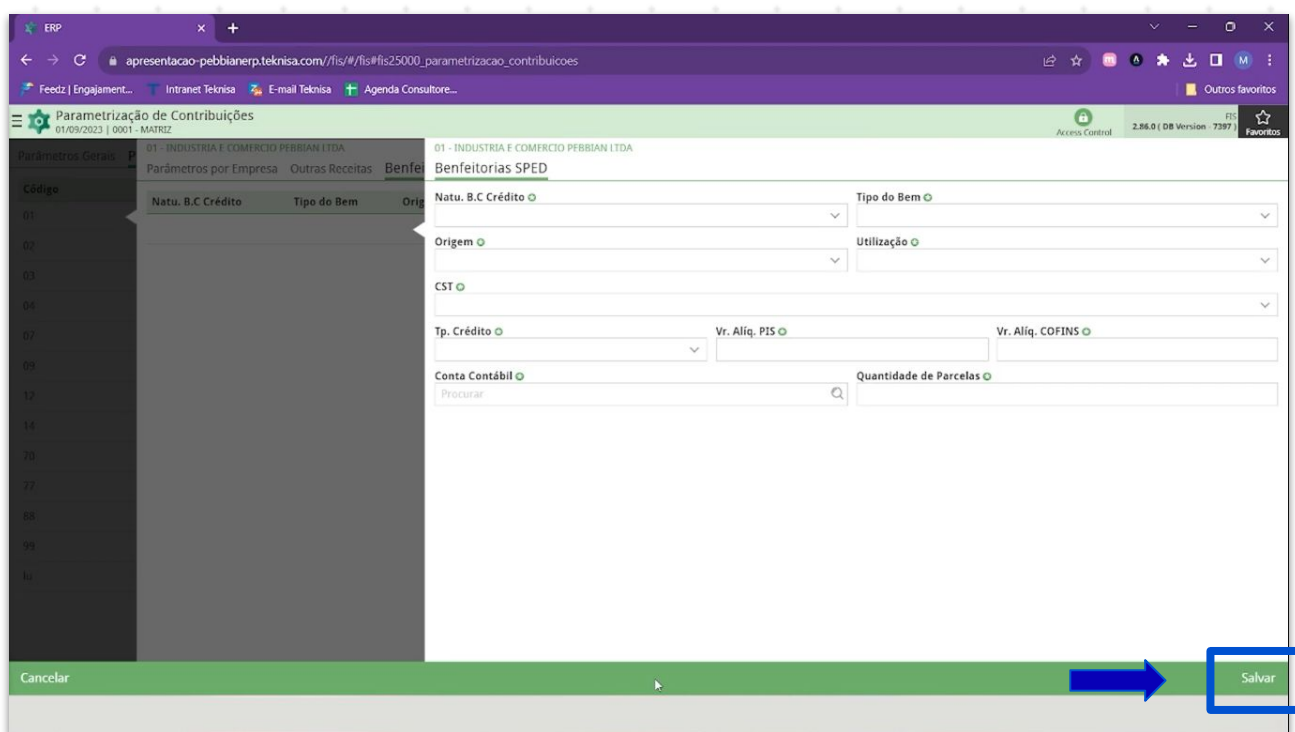 ERP
apresentacao-pebbianerp.teknisa.com//fis/#/fis#fis25000_parametrizacao_contribuicoes
M
Feedz | Engajament... Intranet Teknisa E-mail Teknisa Agenda Consultore... Outros favoritos
Parametrização de Contribuições
01/09/2023 | 0001 - MATRIZ
Access Control
FIS
2.86.0 ( DB Version - 7397 )
Favoritos
Parâmetros Gerais P
Código
01
02
03
04
07
09
12
14
70
77
88
99
lu
01 - INDUSTRIA E COMERCIO PEBBIAN LTDA
Parâmetros por Empresa Outras Receitas Benfei
Natu. B.C Crédito Tipo do Bem Orig
01 - INDUSTRIA E COMERCIO PEBBIAN LTDA
Benfeitorias SPED
Natu. B.C Crédito Tipo do Bem
Origem Utilização
CST
Tp. Crédito Vr. Alíq. PIS Vr. Alíq. COFINS
Conta Contábil Quantidade de Parcelas
Procurar
Cancelar Salvar